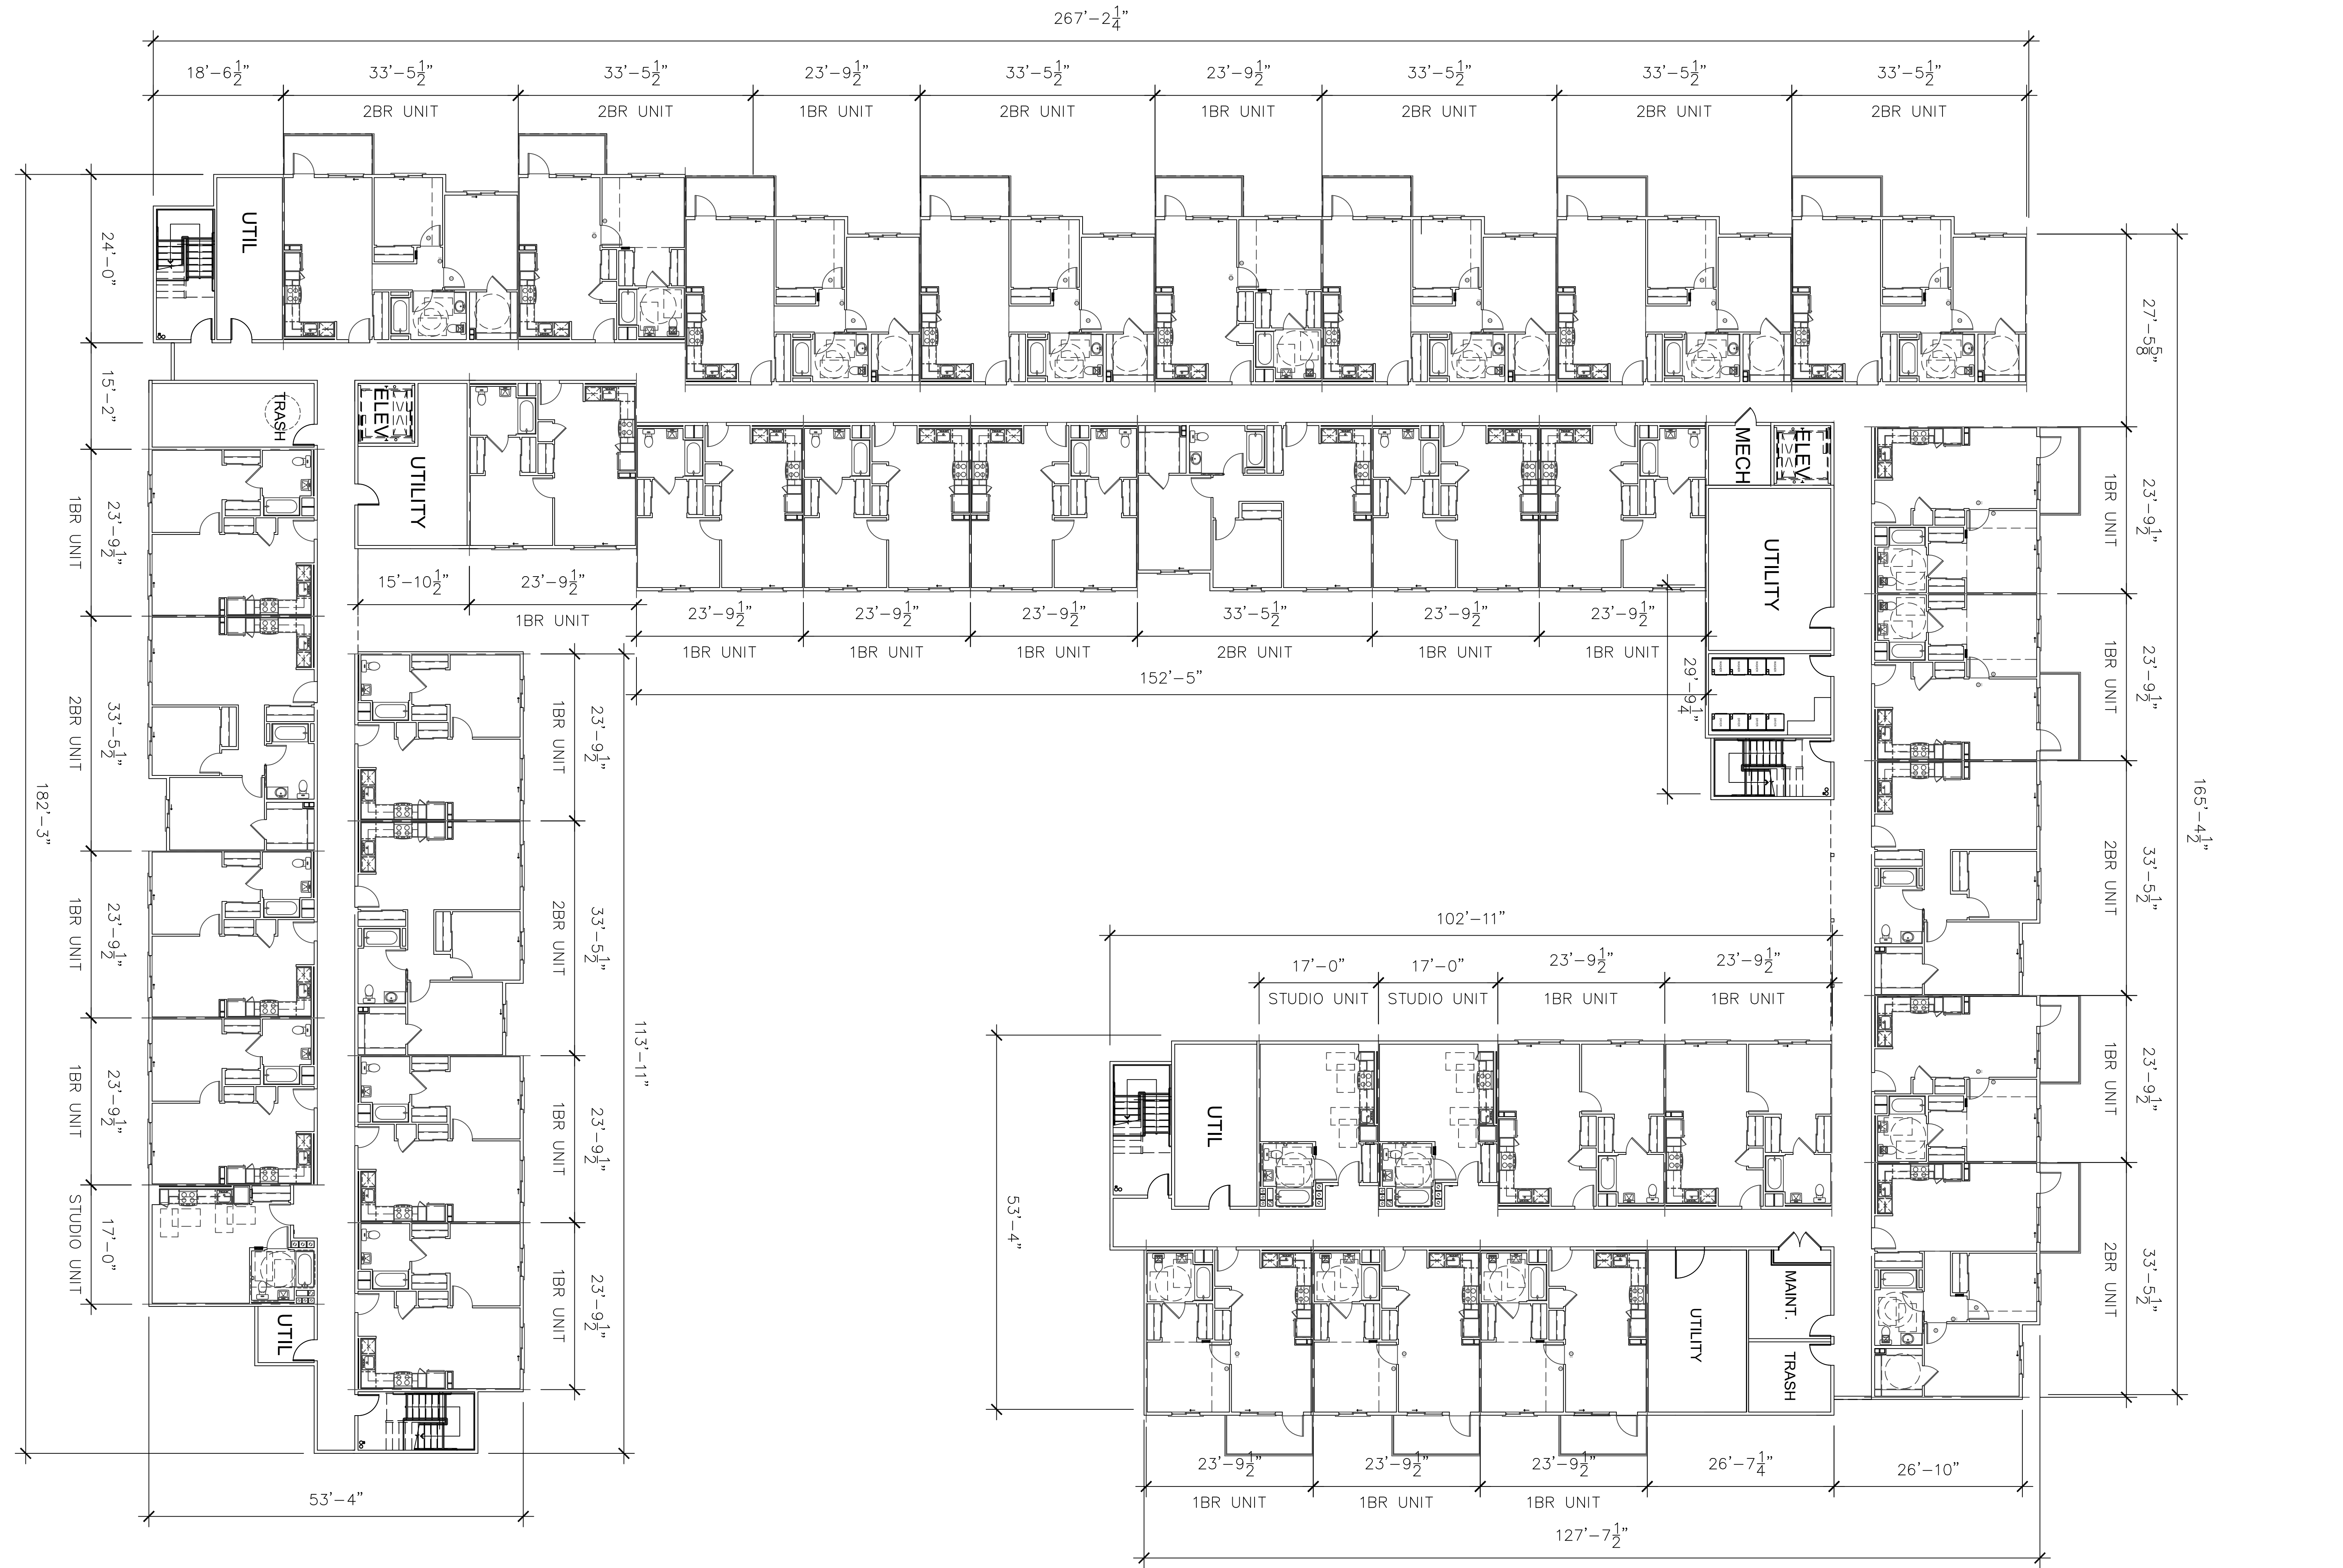 267'-2 1/4"
18'-6 1/2" 33'-5 1/2" 33'-5 1/2" 23'-9 1/2" 33'-5 1/2" 23'-9 1/2" 33'-5 1/2" 33'-5 1/2" 33'-5 1/2"
2BR UNIT 2BR UNIT 1BR UNIT 2BR UNIT 1BR UNIT 2BR UNIT 2BR UNIT 2BR UNIT
UTIL
24'-0"
15'-2"
TRASH
ELEV
UTILITY
MECH
ELEV
UTILITY
27'-5 5/8"
15'-10 1/2" 23'-9 1/2"
1BR UNIT
23'-9 1/2" 23'-9 1/2" 23'-9 1/2" 33'-5 1/2" 23'-9 1/2" 23'-9 1/2"
1BR UNIT 1BR UNIT 1BR UNIT 2BR UNIT 1BR UNIT 1BR UNIT
152'-5"
29'-9 1/4"
182'-3"
23'-9 1/2"
1BR UNIT
33'-5 1/2"
2BR UNIT
23'-9 1/2"
1BR UNIT
23'-9 1/2"
1BR UNIT
17'-0"
STUDIO UNIT
UTIL
53'-4"
23'-9 1/2"
1BR UNIT
33'-5 1/2"
2BR UNIT
23'-9 1/2"
1BR UNIT
23'-9 1/2"
1BR UNIT
113'-11"
165'-4 1/2"
23'-9 1/2"
1BR UNIT
23'-9 1/2"
1BR UNIT
33'-5 1/2"
2BR UNIT
23'-9 1/2"
1BR UNIT
33'-5 1/2"
2BR UNIT
102'-11"
17'-0" 17'-0" 23'-9 1/2" 23'-9 1/2"
STUDIO UNIT STUDIO UNIT 1BR UNIT 1BR UNIT
53'-4"
UTIL
UTILITY
MAINT.
TRASH
23'-9 1/2" 23'-9 1/2" 23'-9 1/2" 26'-7 1/4" 26'-10"
1BR UNIT 1BR UNIT 1BR UNIT
127'-7 1/2"